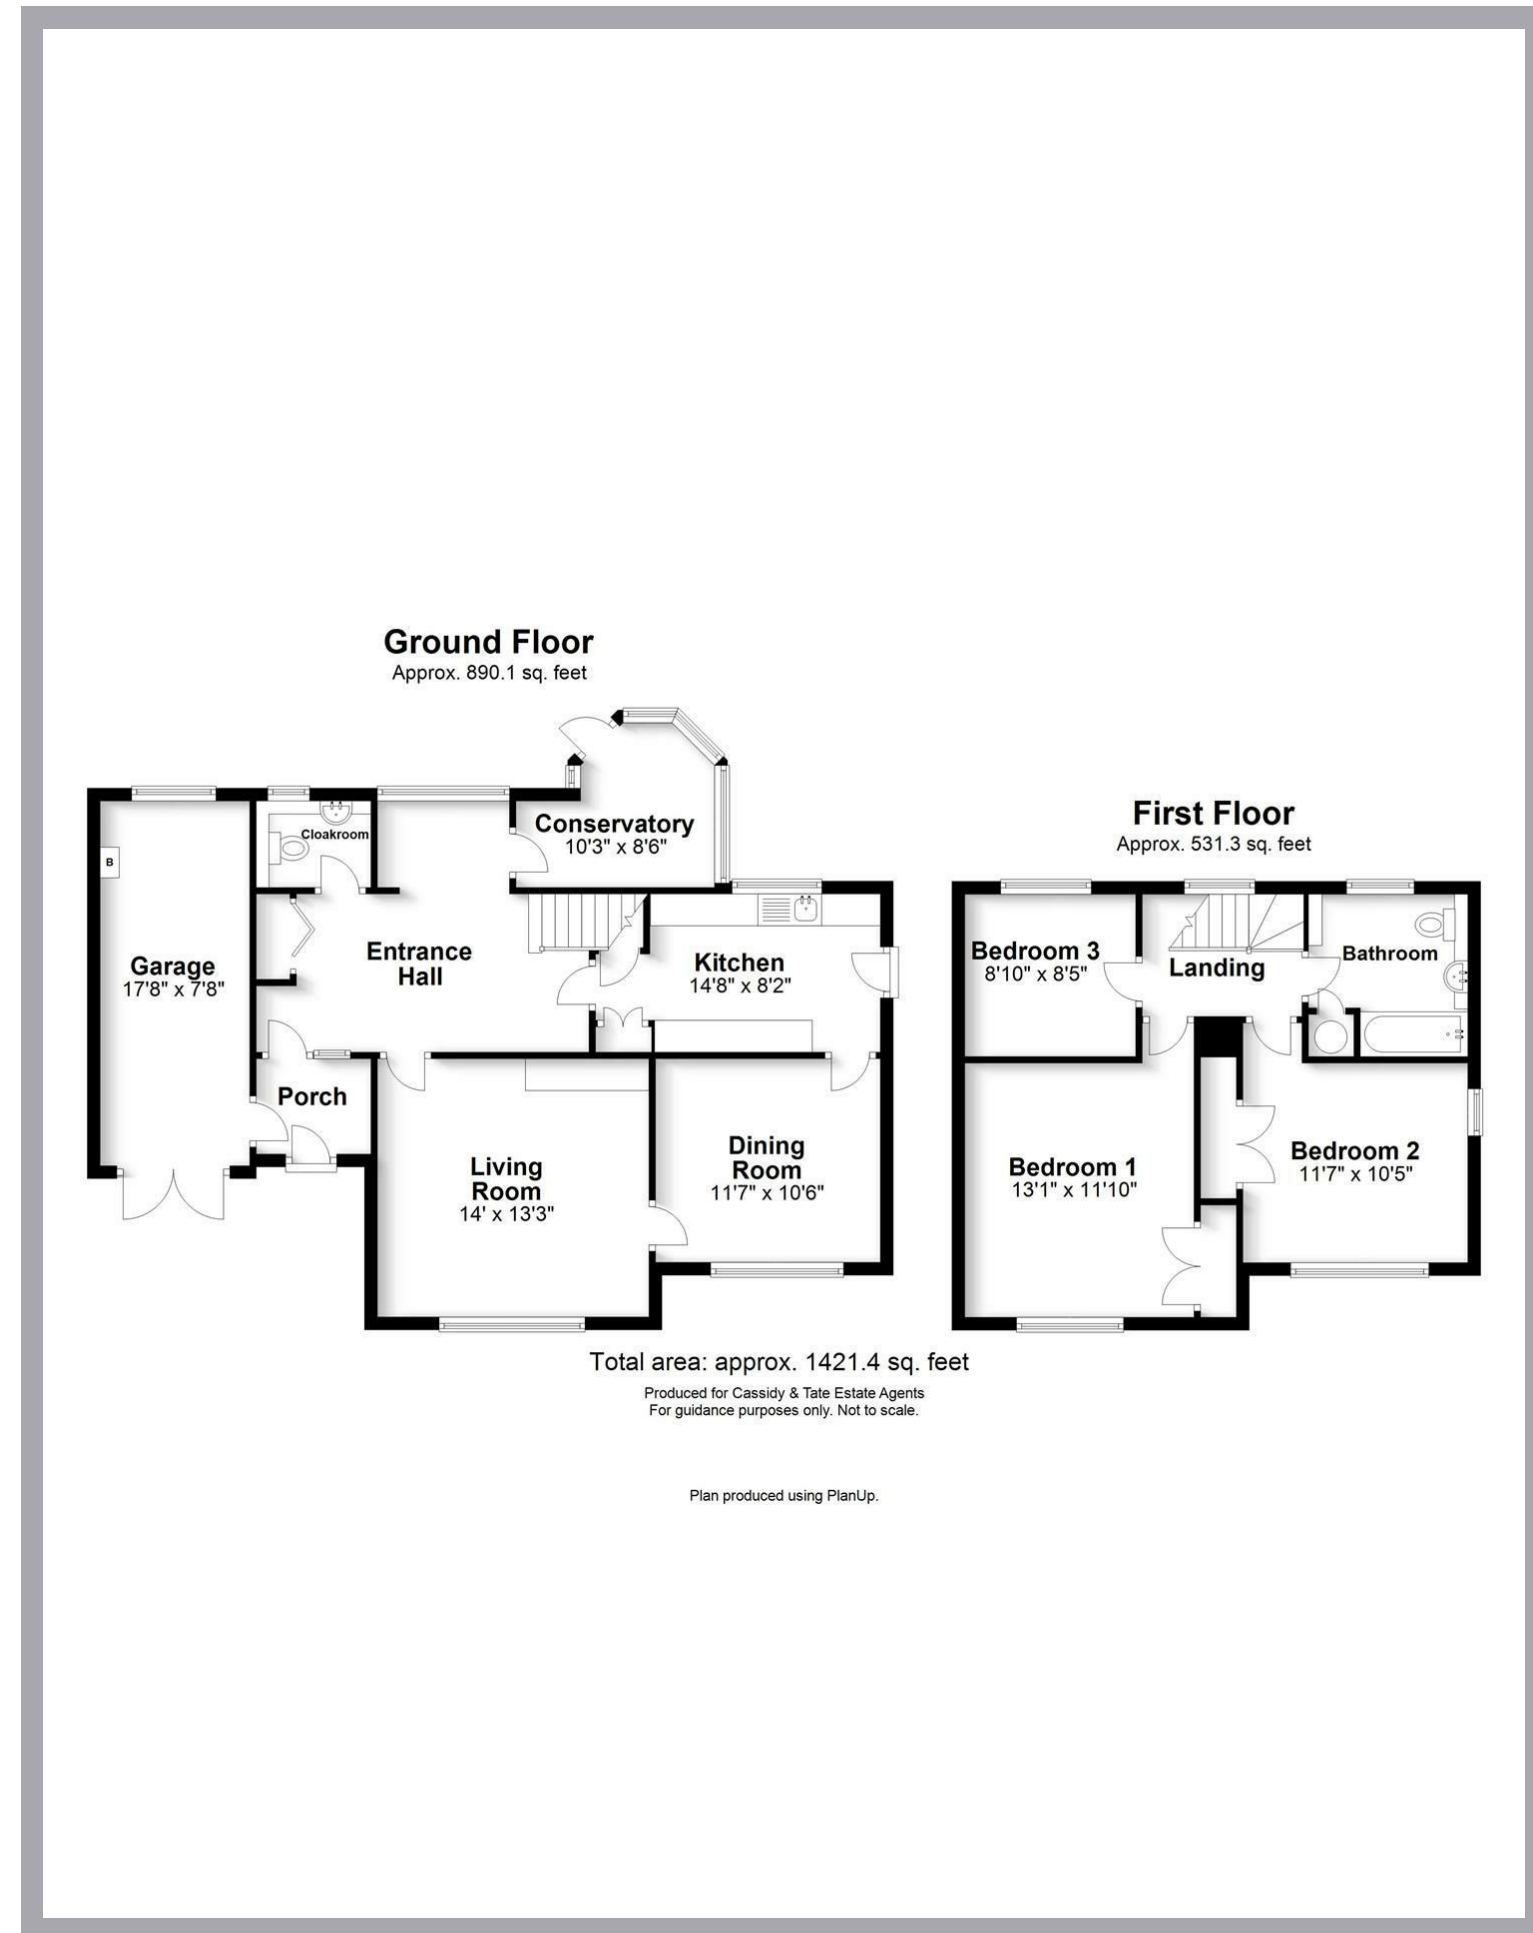 Ground Floor
Approx. 890.1 sq. feet
Conservatory
10'3" x 8'6"
Cloakroom
B
Entrance
Hall
Garage
17'8" x 7'8"
Kitchen
14'8" x 8'2"
Porch
Living
Room
14' x 13'3"
Dining
Room
11'7" x 10'6"
First Floor
Approx. 531.3 sq. feet
Bedroom 3
8'10" x 8'5"
Landing
Bathroom
Bedroom 1
13'1" x 11'10"
Bedroom 2
11'7" x 10'5"
Total area: approx. 1421.4 sq. feet
Produced for Cassidy & Tate Estate Agents
For guidance purposes only. Not to scale.
Plan produced using PlanUp.